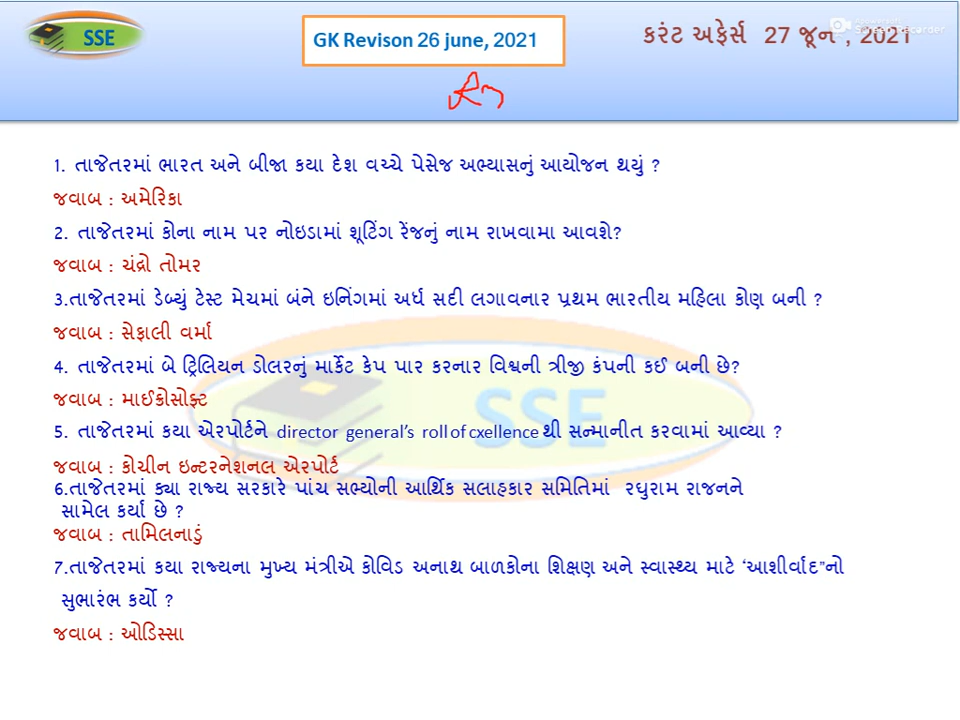 SSE
GK Revison 26 june, 2021
કરંટ અફેર્સ 27 જૂન , 2021
Screen Recorder
1. તાજેતરમાં ભારત અને બીજા કયા દેશ વચ્ચે પેસેજ અભ્યાસનું આયોજન થયું ?
જવાબ : અમેરિકા
2. તાજેતરમાં કોના નામ પર નોઇડામાં શૂટિંગ રેંજનું નામ રાખવામા આવશે?
જવાબ : ચંદ્રો તોમર
૩.તાજેતરમાં ડેબ્યું ટેસ્ટ મેચમાં બંને ઇનિંગમાં અર્ધ સદી લગાવનાર પ્રથમ ભારતીય મહિલા કોણ બની ?
જવાબ : સેફાલી વર્મા
4. તાજેતરમાં બે ટ્રિલિયન ડોલરનું માર્કેટ કેપ પાર કરનાર વિશ્વની ત્રીજી કંપની કઈ બની છે?
જવાબ : માઈક્રોસોફ્ટ
5. તાજેતરમાં કયા એરપોર્ટને director general's roll of cxellence થી સન્માનીત કરવામાં આવ્યા ?
જવાબ : કોચીન ઇન્ટરનેશનલ એરપોર્ટ
6.તાજેતરમાં ક્યા રાજ્ય સરકારે પાંચ સભ્યોની આર્થિક સલાહકાર સમિતિમાં રઘુરામ રાજનને
સામેલ કર્યાં છે ?
જવાબ : તામિલનાડું
7.તાજેતરમાં કયા રાજ્યના મુખ્ય મંત્રીએ કોવિડ અનાથ બાળકોના શિક્ષણ અને સ્વાસ્થ્ય માટે 'આશીર્વાદ"નો
સુભારંભ કર્યો ?
જવાબ : ઓડિસ્સા
SSE